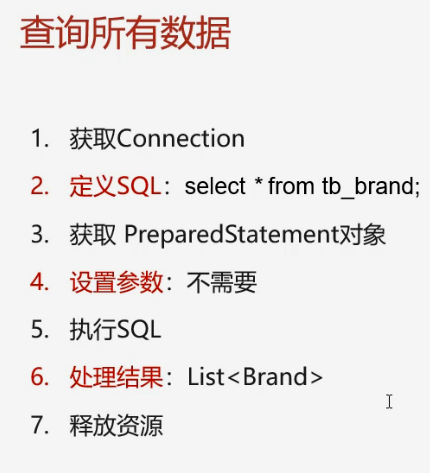 查询所有数据
1. 获取Connection
2. 定义SQL：select * from tb_brand;
3. 获取 PreparedStatement对象
4. 设置参数：不需要
5. 执行SQL
6. 处理结果：List<Brand>
7. 释放资源